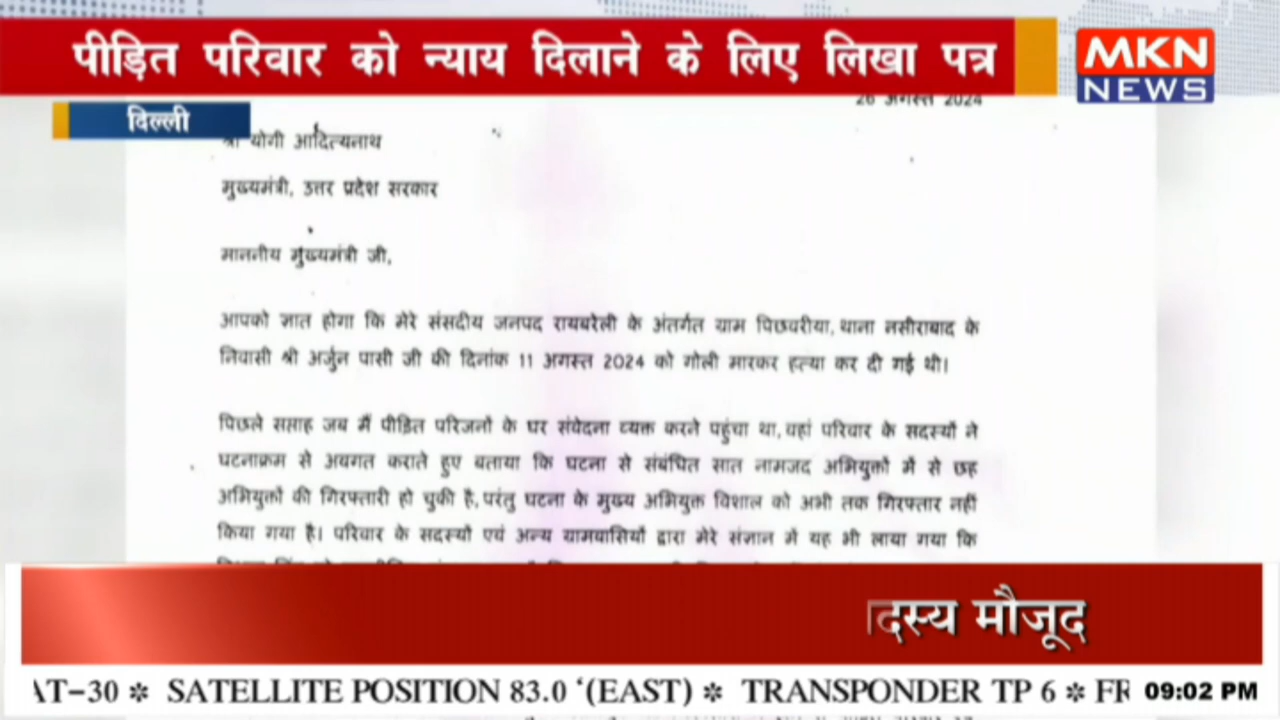 पीड़ित परिवार को न्याय दिलाने के लिए लिखा पत्र
MKN
NEWS
दिल्ली
26 अगस्त 2024
श्री योगी आदित्यनाथ
मुख्यमंत्री, उत्तर प्रदेश सरकार
माननीय मुख्यमंत्री जी,
आपको ज्ञात होगा कि मेरे संसदीय जनपद रायबरेली के अंतर्गत ग्राम पिछवरीया, थाना नसीराबाद के
निवासी श्री अर्जुन पासी जी की दिनांक 11 अगस्त 2024 को गोली मारकर हत्या कर दी गई थी।
पिछले सप्ताह जब मैं पीड़ित परिजनों के घर संवेदना व्यक्त करने पहुंचा था, वहां परिवार के सदस्यों ने
घटनाक्रम से अवगत कराते हुए बताया कि घटना से संबंधित सात नामजद अभियुक्तों में से छह
अभियुक्तों की गिरफ्तारी हो चुकी है, परंतु घटना के मुख्य अभियुक्त विशाल को अभी तक गिरफ्तार नहीं
किया गया है। परिवार के सदस्यों एवं अन्य ग्रामवासियों द्वारा मेरे संज्ञान में यह भी लाया गया कि
दस्य मौजूद
AT-30 ✻ SATELLITE POSITION 83.0 ‘(EAST) ✻ TRANSPONDER TP 6 ✻ FR 09:02 PM